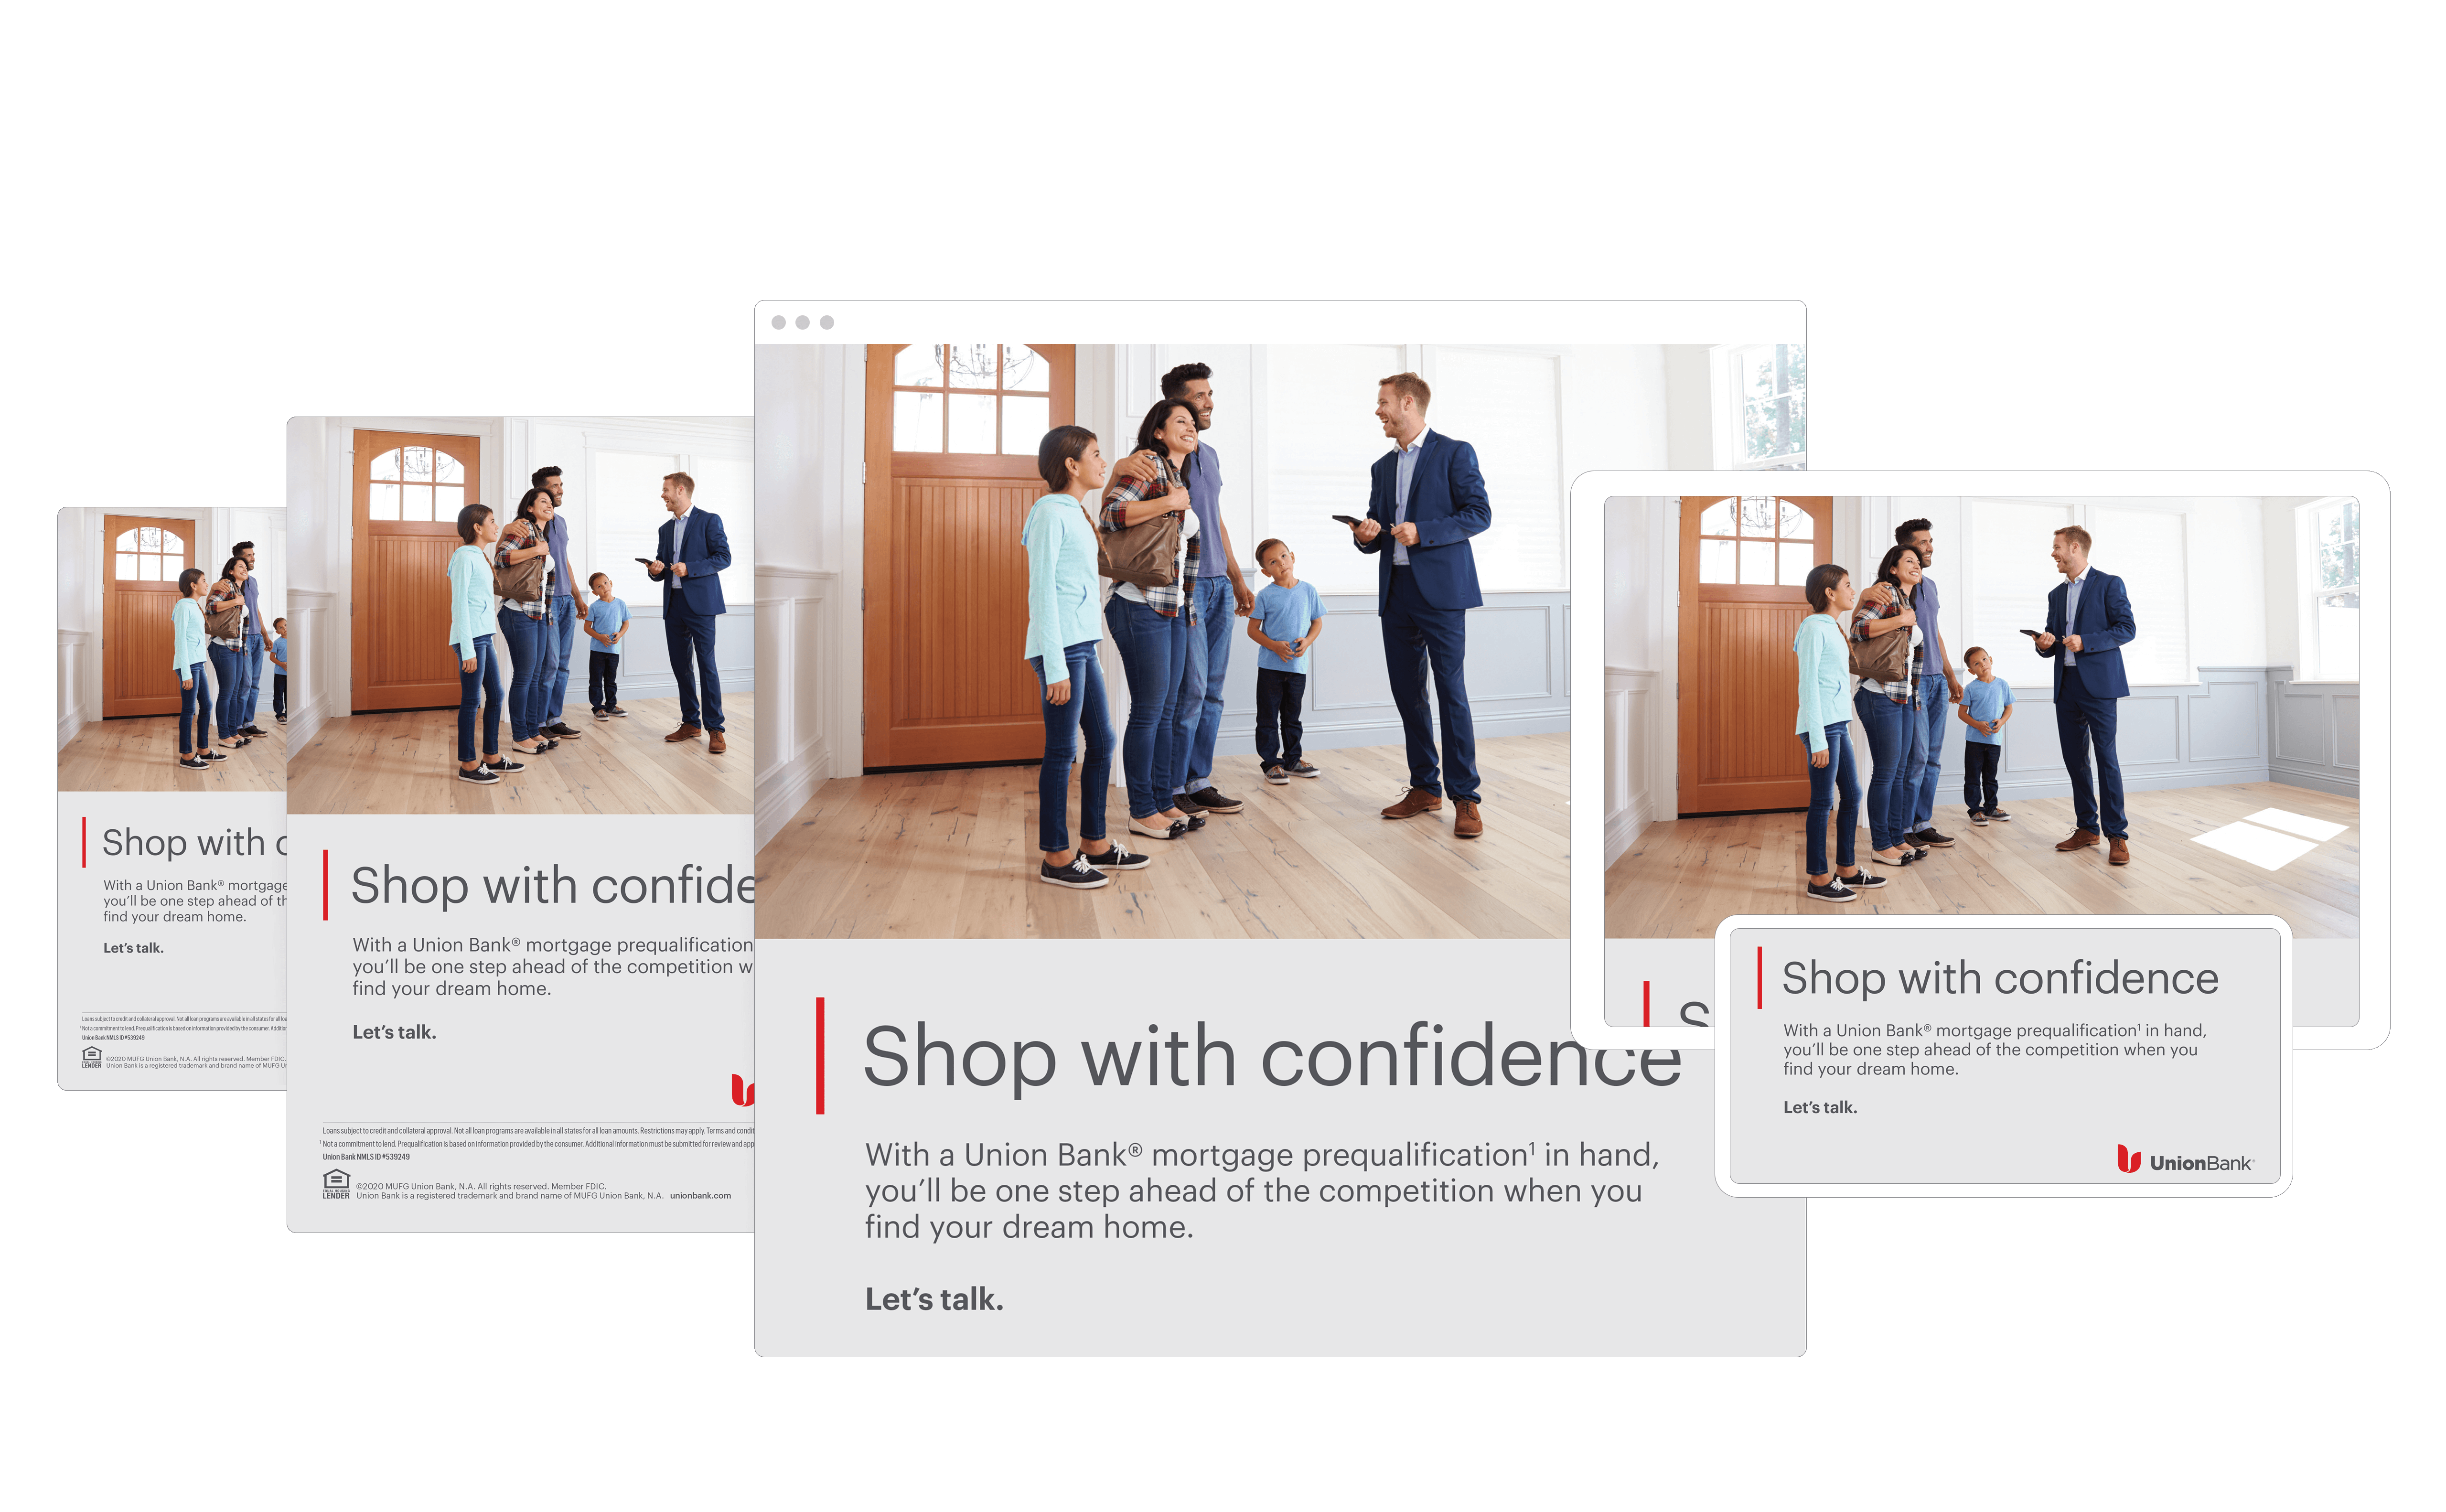 Shop with c
With a Union Bank® mortgage
you'll be one step ahead of th
find your dream home.
Let's talk.
Loans subject to credit and collateral approval. Not all loan programs are available in all states for all loa
¹ Not a commitment to lend. Prequalification is based on information provided by the consumer. Addition
Union Bank NMLS ID #539249
LENDER
©2020 MUFG Union Bank, N.A. All rights reserved. Member FDIC.
Union Bank is a registered trademark and brand name of MUFG Un
Shop with confide
With a Union Bank® mortgage prequalification
you'll be one step ahead of the competition w
find your dream home.
Let's talk.
Loans subject to credit and collateral approval. Not all loan programs are available in all states for all loan amounts. Restrictions may apply. Terms and condit
¹ Not a commitment to lend. Prequalification is based on information provided by the consumer. Additional information must be submitted for review and app
Union Bank NMLS ID #539249
EQUAL HOUSING
LENDER
©2020 MUFG Union Bank, N.A. All rights reserved. Member FDIC.
Union Bank is a registered trademark and brand name of MUFG Union Bank, N.A. unionbank.com
Shop with confidence
With a Union Bank® mortgage prequalification¹ in hand,
you'll be one step ahead of the competition when you
find your dream home.
Let's talk.
S
Shop with confidence
With a Union Bank® mortgage prequalification¹ in hand,
you'll be one step ahead of the competition when you
find your dream home.
Let's talk.
UnionBank®